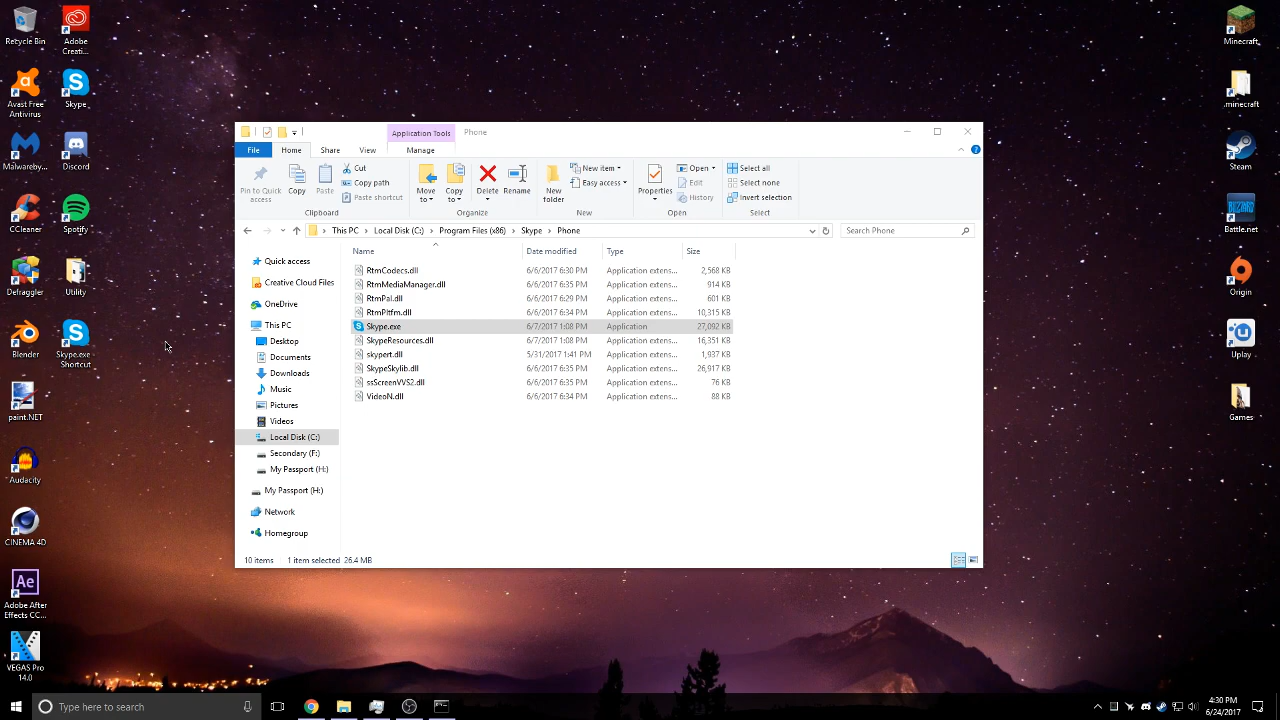 Recycle Bin
Adobe
Creati...
Avast Free
Antivirus
Skype
Malwareby...
Discord
CCleaner
Spotify
Defraggler
Utility
Blender
Skype.exe
Shortcut
paint.NET
Audacity
CINEMA 4D
Ae
Adobe After
Effects CC...
VEGAS Pro
14.0
Minecraft
.minecraft
Steam
Battle.net
Origin
Uplay
Games
Application Tools
Phone
File
Home
Share
View
Manage
Pin to Quick
access
Copy
Paste
Cut
Copy path
Paste shortcut
Clipboard
Move
to
Copy
to
Delete
Rename
Organize
New
folder
New item
Easy access
New
Properties
Open
Edit
History
Open
Select all
Select none
Invert selection
Select
This PC > Local Disk (C:) > Program Files (x86) > Skype > Phone
Search Phone
Name Date modified Type Size
Quick access
Creative Cloud Files
OneDrive
This PC
Desktop
Documents
Downloads
Music
Pictures
Videos
Local Disk (C:)
Secondary (F:)
My Passport (H:)
My Passport (H:)
Network
Homegroup
RtmCodecs.dll 6/6/2017 6:30 PM Application extens... 2,568 KB
RtmMediaManager.dll 6/6/2017 6:35 PM Application extens... 914 KB
RtmPal.dll 6/6/2017 6:29 PM Application extens... 601 KB
RtmPltfm.dll 6/6/2017 6:34 PM Application extens... 10,315 KB
Skype.exe 6/7/2017 1:08 PM Application 27,092 KB
SkypeResources.dll 6/7/2017 1:08 PM Application extens... 16,351 KB
skypert.dll 5/31/2017 1:41 PM Application extens... 1,937 KB
SkypeSkylib.dll 6/6/2017 6:35 PM Application extens... 26,917 KB
ssScreenVVS2.dll 6/6/2017 6:35 PM Application extens... 76 KB
VideoN.dll 6/6/2017 6:34 PM Application extens... 88 KB
10 items 1 item selected 26.4 MB
Type here to search
4:30 PM
6/24/2017